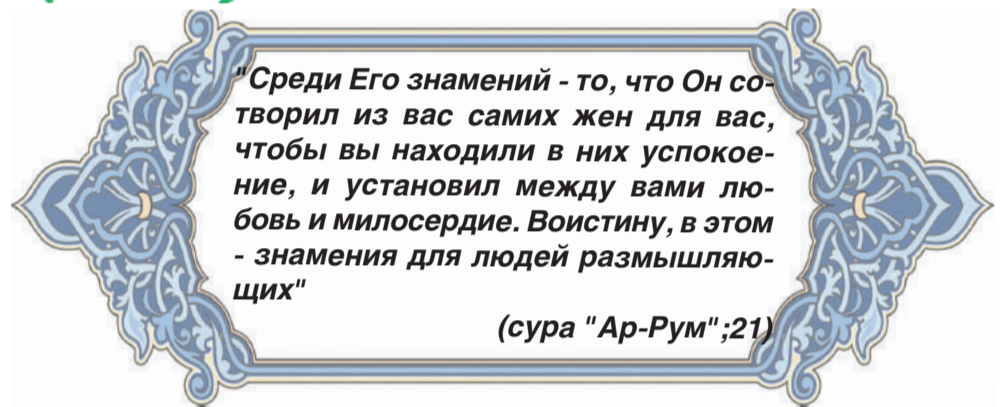 "Среди Его знамений - то, что Он со-
творил из вас самих жен для вас,
чтобы вы находили в них успокое-
ние, и установил между вами лю-
бовь и милосердие. Воистину, в этом
- знамения для людей размышляю-
щих"
(сура "Ар-Рум";21)